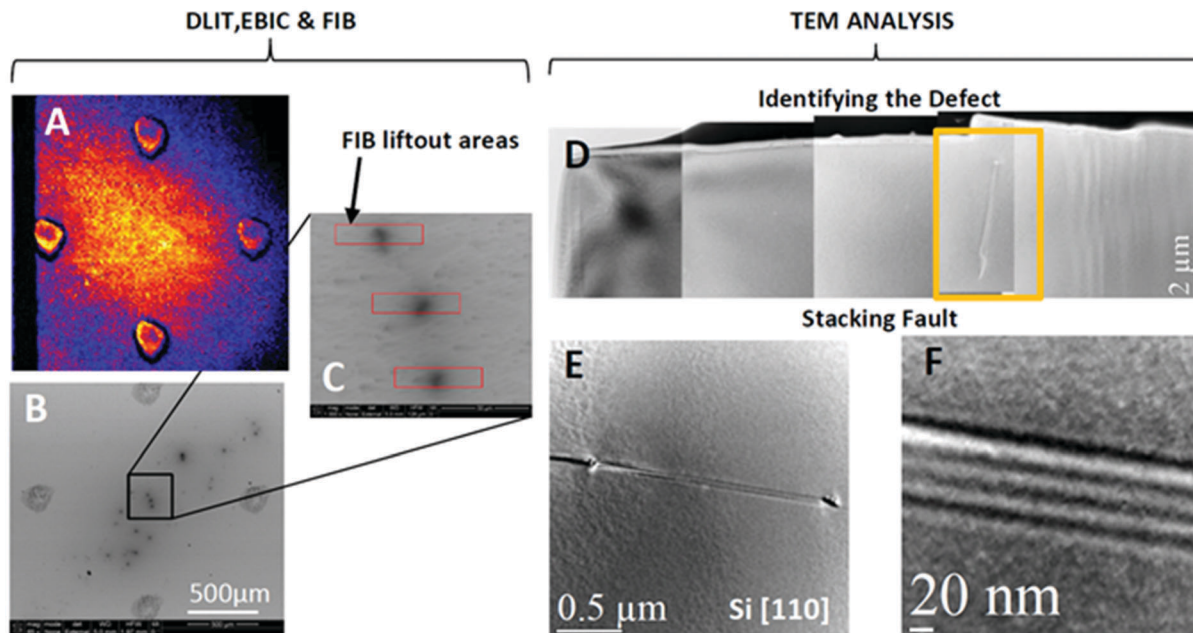 DLIT,EBIC & FIB
TEM ANALYSIS
A
FIB liftout areas
C
B
500µm
Identifying the Defect
D
2 µm
Stacking Fault
E
0.5 µm
Si [110]
F
20 nm